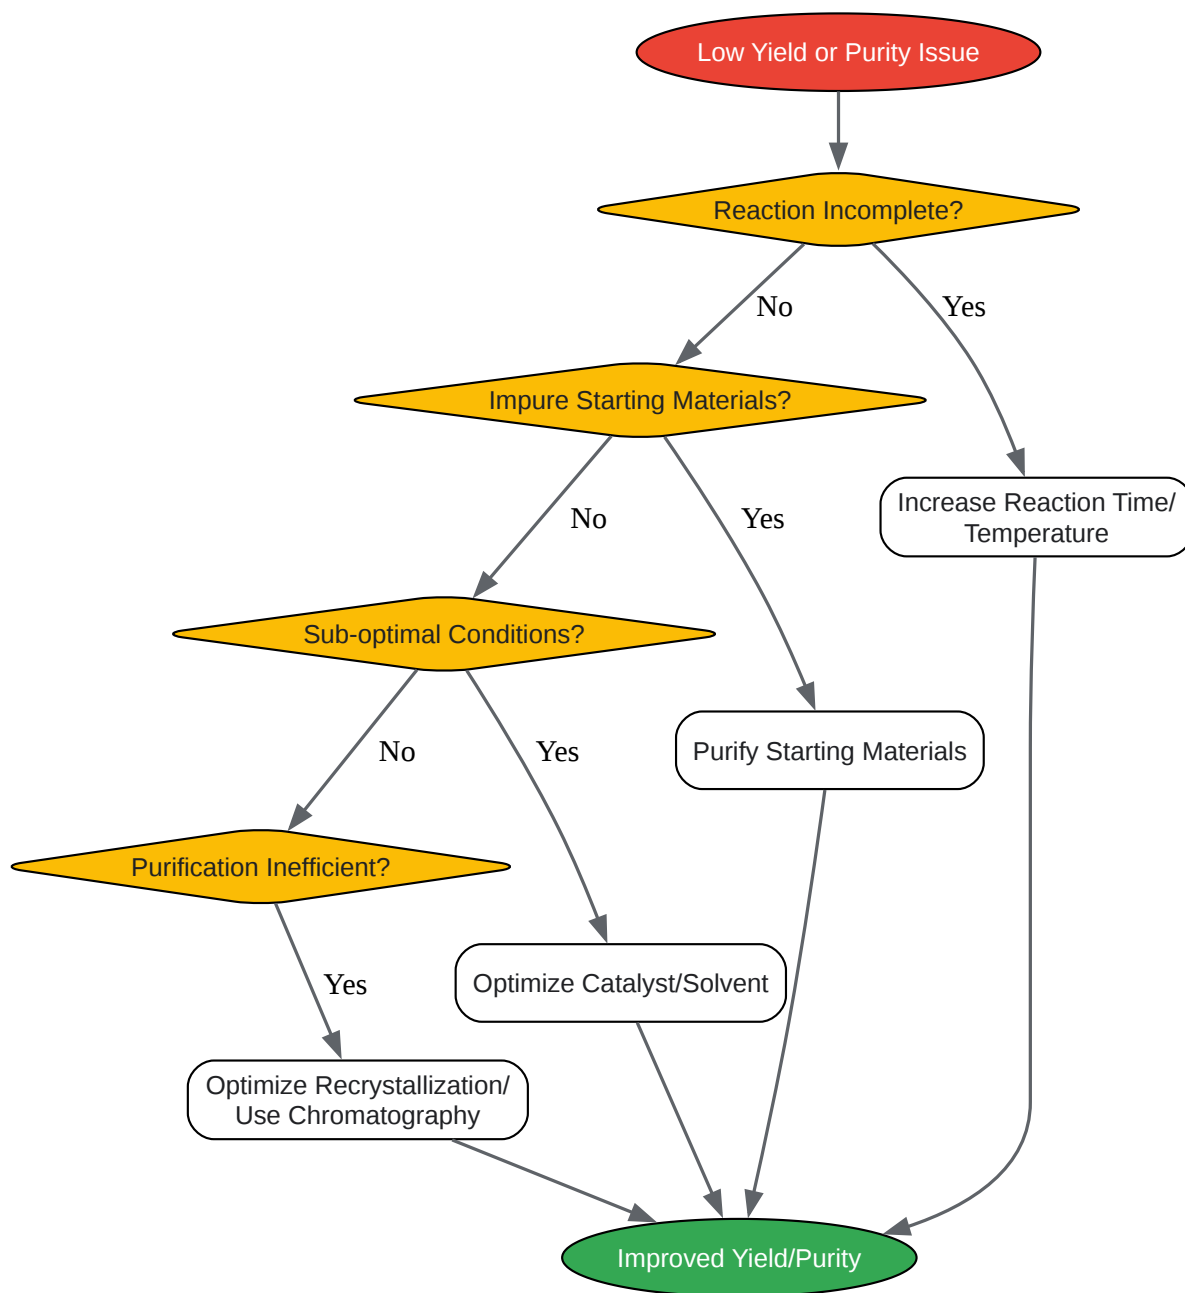 Low Yield or Purity Issue
Reaction Incomplete?
No
Yes
Impure Starting Materials?
Increase Reaction Time/
Temperature
No
Yes
Sub-optimal Conditions?
Purify Starting Materials
No
Yes
Purification Inefficient?
Optimize Catalyst/Solvent
Yes
Optimize Recrystallization/
Use Chromatography
Improved Yield/Purity